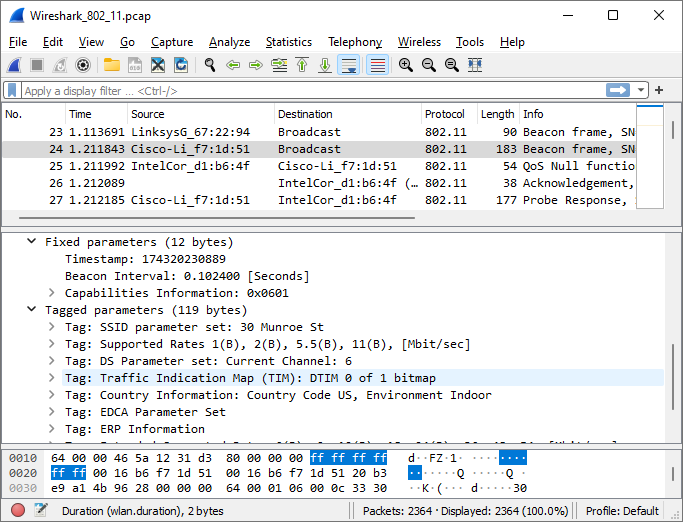 Wireshark_802_11.pcap
File Edit View Go Capture Analyze Statistics Telephony Wireless Tools Help
Apply a display filter ... <Ctrl-/>
No. Time Source Destination Protocol Length Info
23 1.113691 LinksysG_67:22:94 Broadcast 802.11 90 Beacon frame, SN
24 1.211843 Cisco-Li_f7:1d:51 Broadcast 802.11 183 Beacon frame, SN
25 1.211992 IntelCor_d1:b6:4f Cisco-Li_f7:1d:51 802.11 54 QoS Null functio
26 1.212089 IntelCor_d1:b6:4f (… 802.11 38 Acknowledgement,
27 1.212185 Cisco-Li_f7:1d:51 IntelCor_d1:b6:4f 802.11 177 Probe Response,
Fixed parameters (12 bytes)
Timestamp: 174320230889
Beacon Interval: 0.102400 [Seconds]
Capabilities Information: 0x0601
Tagged parameters (119 bytes)
Tag: SSID parameter set: 30 Munroe St
Tag: Supported Rates 1(B), 2(B), 5.5(B), 11(B), [Mbit/sec]
Tag: DS Parameter set: Current Channel: 6
Tag: Traffic Indication Map (TIM): DTIM 0 of 1 bitmap
Tag: Country Information: Country Code US, Environment Indoor
Tag: EDCA Parameter Set
Tag: ERP Information
0010 64 00 00 46 5a 12 31 d3 80 00 00 00 ff ff ff ff d··FZ·1· ········
0020 ff ff 00 16 b6 f7 1d 51 00 16 b6 f7 1d 51 20 b3 ·······Q ·····Q ·
0030 e9 a1 4b 96 28 00 00 00 64 00 01 06 00 0c 33 30 ··K·(··· d·····30
Duration (wlan.duration), 2 bytes Packets: 2364 · Displayed: 2364 (100.0%) Profile: Default